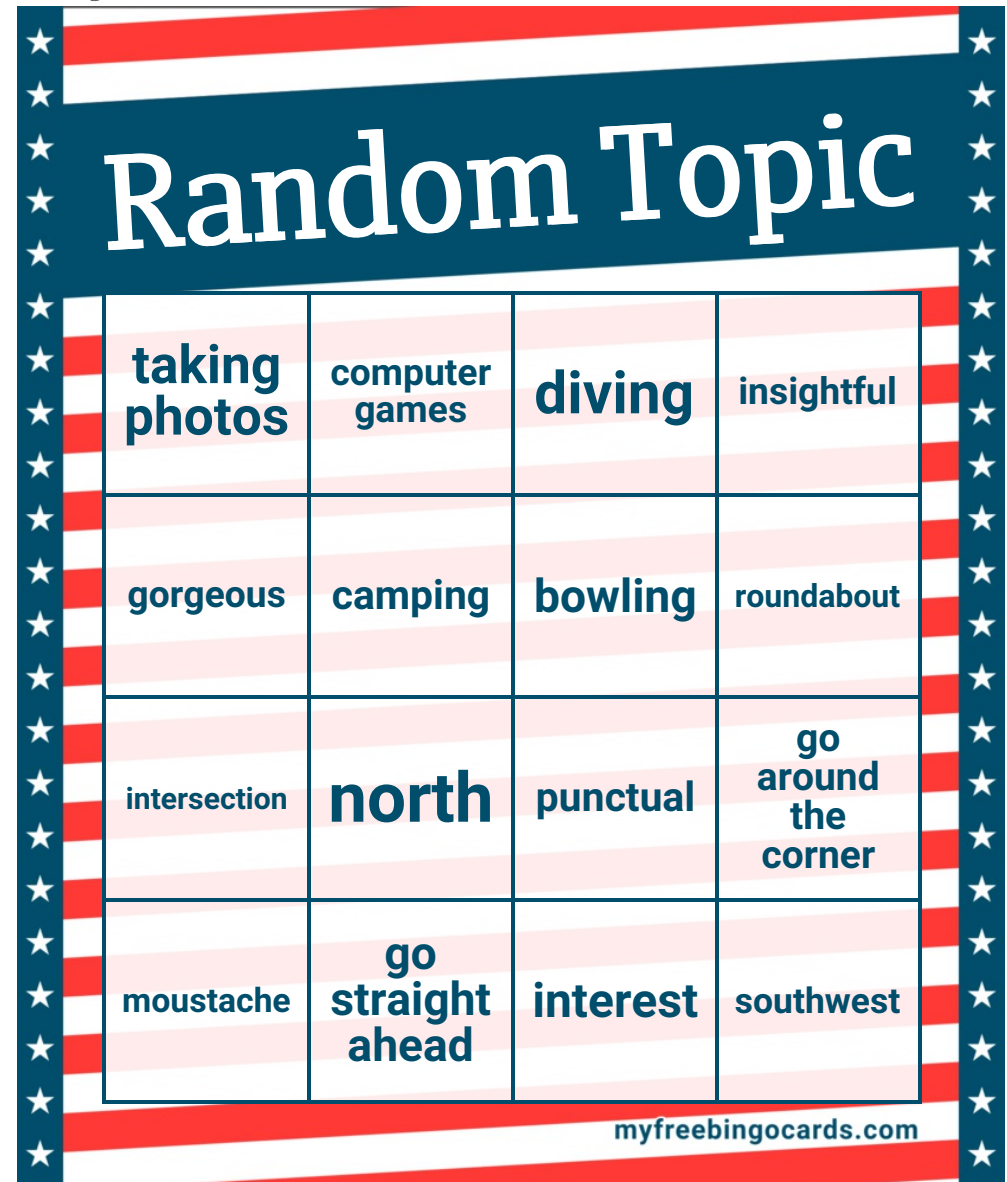 Random Topic
taking
photos
computer
games
diving
insightful
gorgeous
camping
bowling
roundabout
intersection
north
punctual
go
around
the
corner
moustache
go
straight
ahead
interest
southwest
myfreebingocards.com